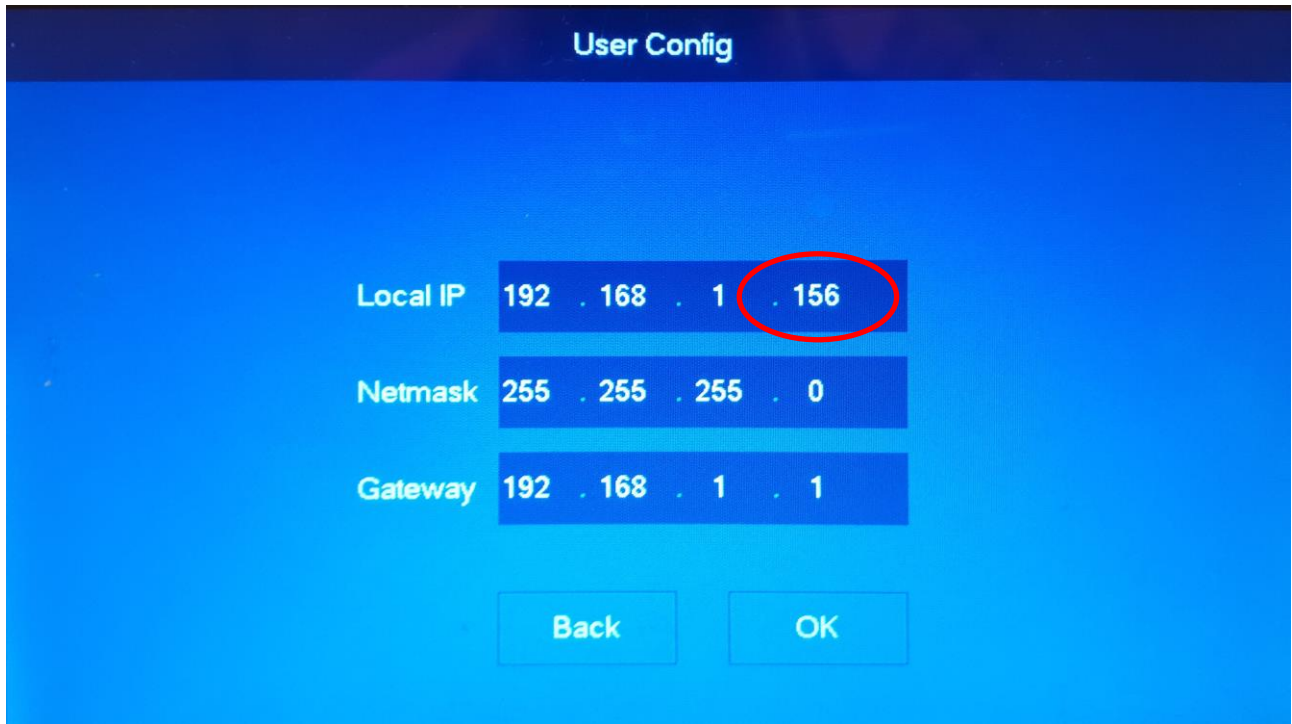 User Config
Local IP 192 . 168 . 1 . 156
Netmask 255 . 255 . 255 . 0
Gateway 192 . 168 . 1 . 1
Back OK